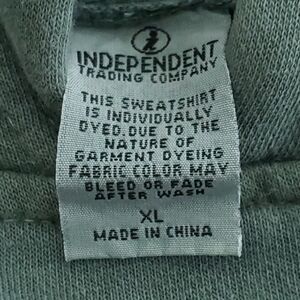 INDEPENDENT
TRADING COMPANY
THIS SWEATSHIRT
IS INDIVIDUALLY
DYED.DUE TO THE
NATURE OF
GARMENT DYEING
FABRIC COLOR MAY
BLEED OR FADE
AFTER WASH
XL
MADE IN CHINA